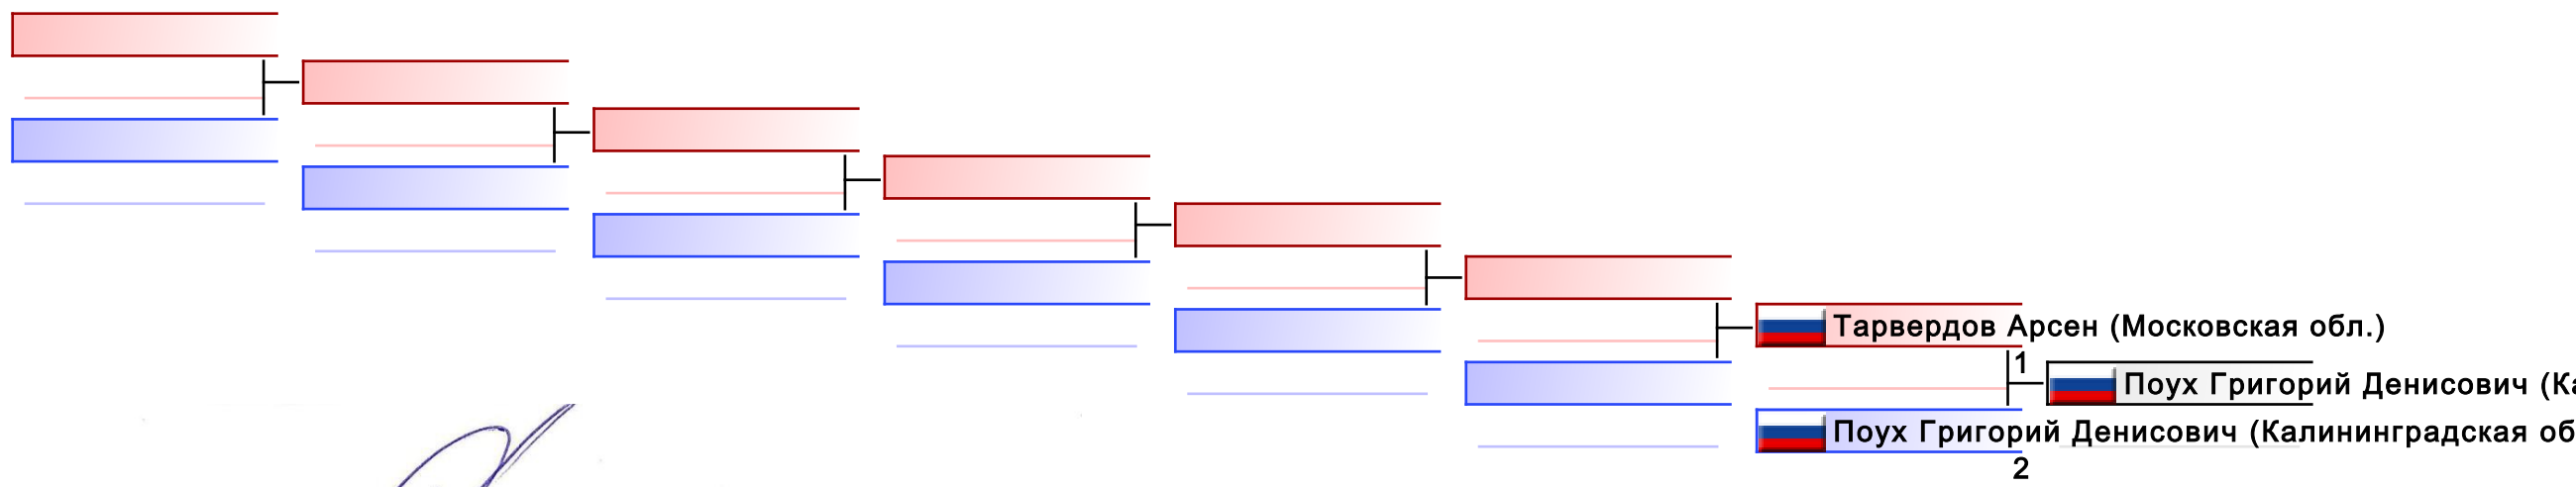 Тарвердов Арсен (Московская обл.)
1
Поух Григорий Денисович (Ка
Поух Григорий Денисович (Калининградская об
2